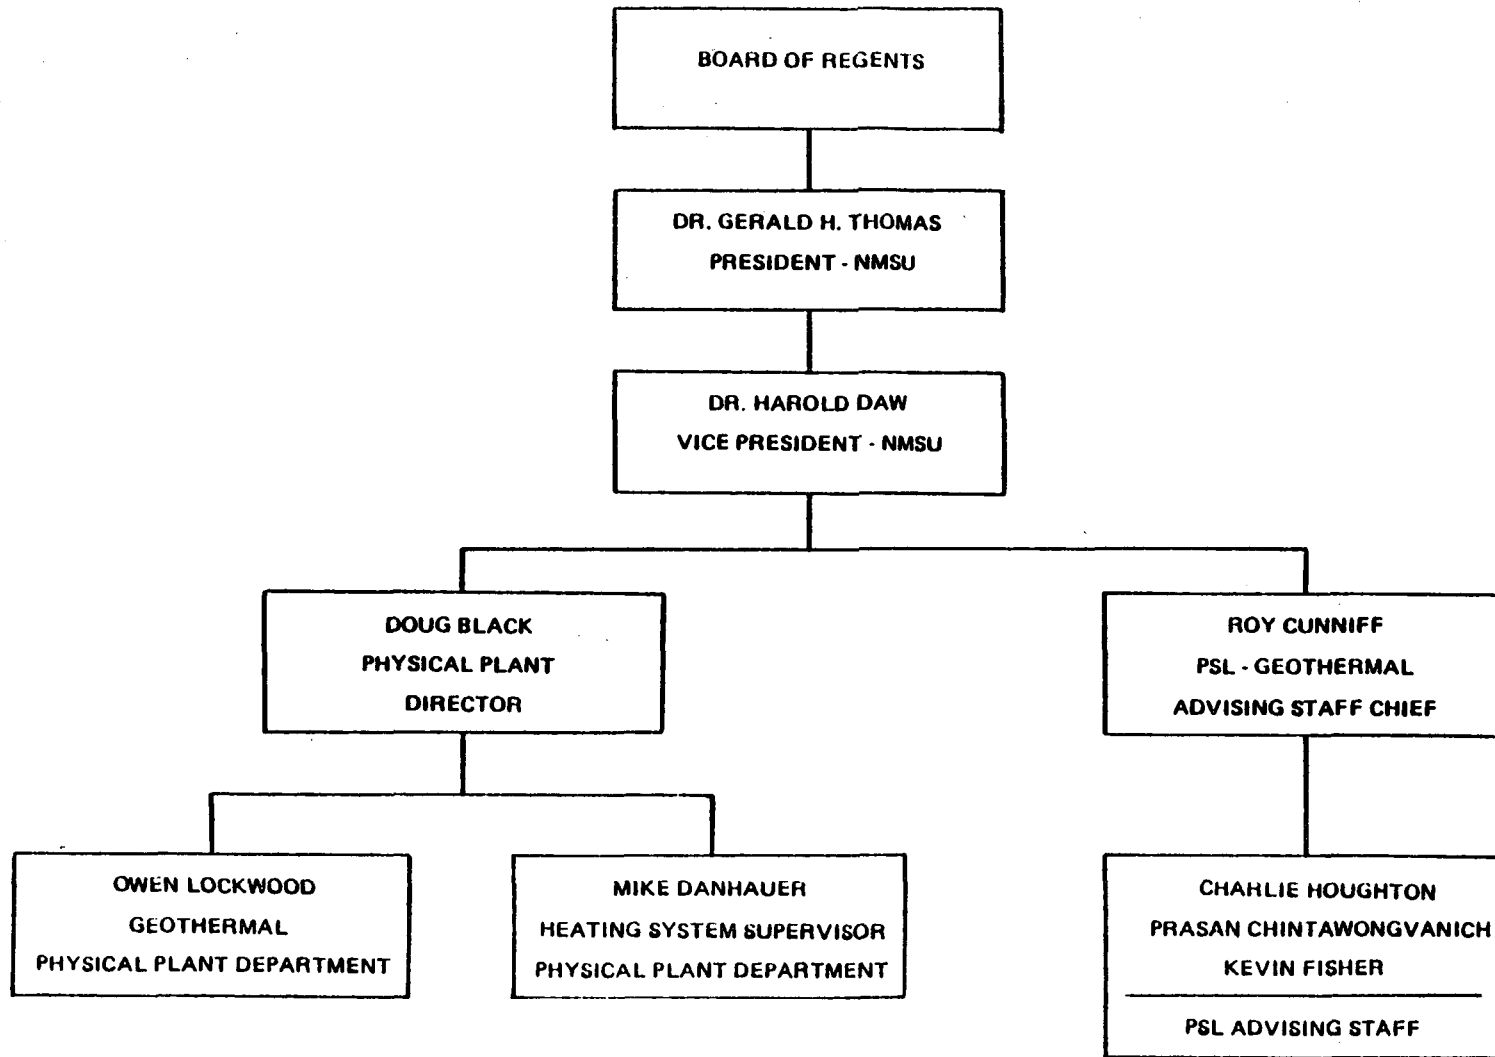 BOARD OF REGENTS
DR. GERALD H. THOMAS
PRESIDENT - NMSU
DR. HAROLD DAW
VICE PRESIDENT - NMSU
DOUG BLACK
PHYSICAL PLANT
DIRECTOR
ROY CUNNIFF
PSL - GEOTHERMAL
ADVISING STAFF CHIEF
OWEN LOCKWOOD
GEOTHERMAL
PHYSICAL PLANT DEPARTMENT
MIKE DANHAUER
HEATING SYSTEM SUPERVISOR
PHYSICAL PLANT DEPARTMENT
CHARLIE HOUGHTON
PRASAN CHINTAWONGVANICH
KEVIN FISHER
PSL ADVISING STAFF